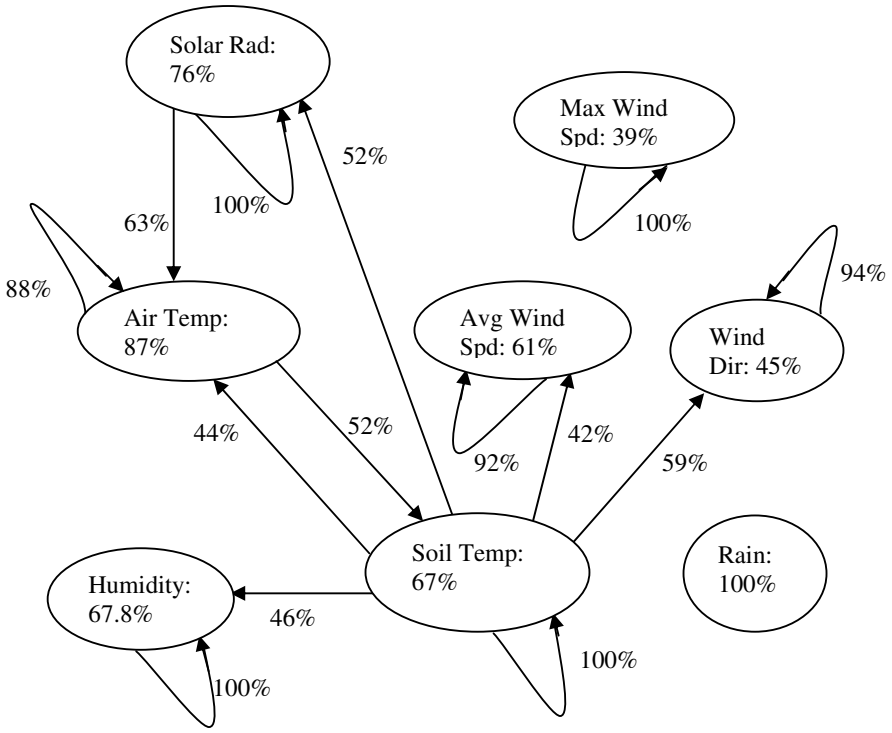 Solar Rad:
76%
Max Wind
Spd: 39%
52%
100%
63%
100%
88%
94%
Air Temp:
87%
Avg Wind
Spd: 61%
Wind
Dir: 45%
44%
52%
92%
42%
59%
Soil Temp:
67%
Rain:
100%
Humidity:
67.8%
46%
100%
100%